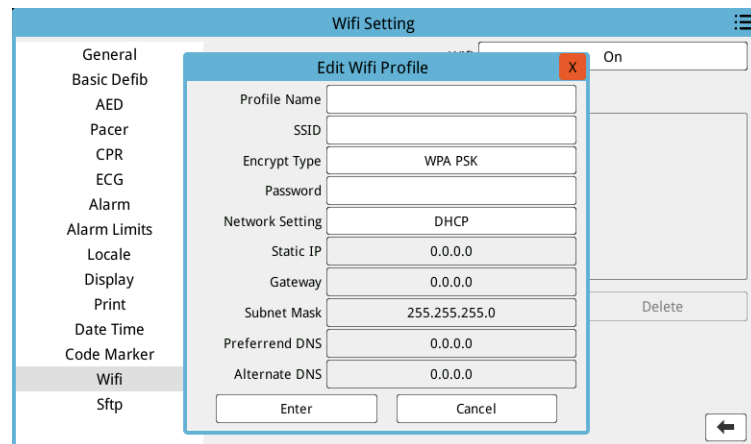 Wifi Setting
General
Basic Defib
AED
Pacer
CPR
ECG
Alarm
Alarm Limits
Locale
Display
Print
Date Time
Code Marker
Wifi
Sftp
On
Edit Wifi Profile
X
Profile Name
SSID
Encrypt Type WPA PSK
Password
Network Setting DHCP
Static IP 0.0.0.0
Gateway 0.0.0.0
Subnet Mask 255.255.255.0
Preferrend DNS 0.0.0.0
Alternate DNS 0.0.0.0
Enter Cancel
Delete